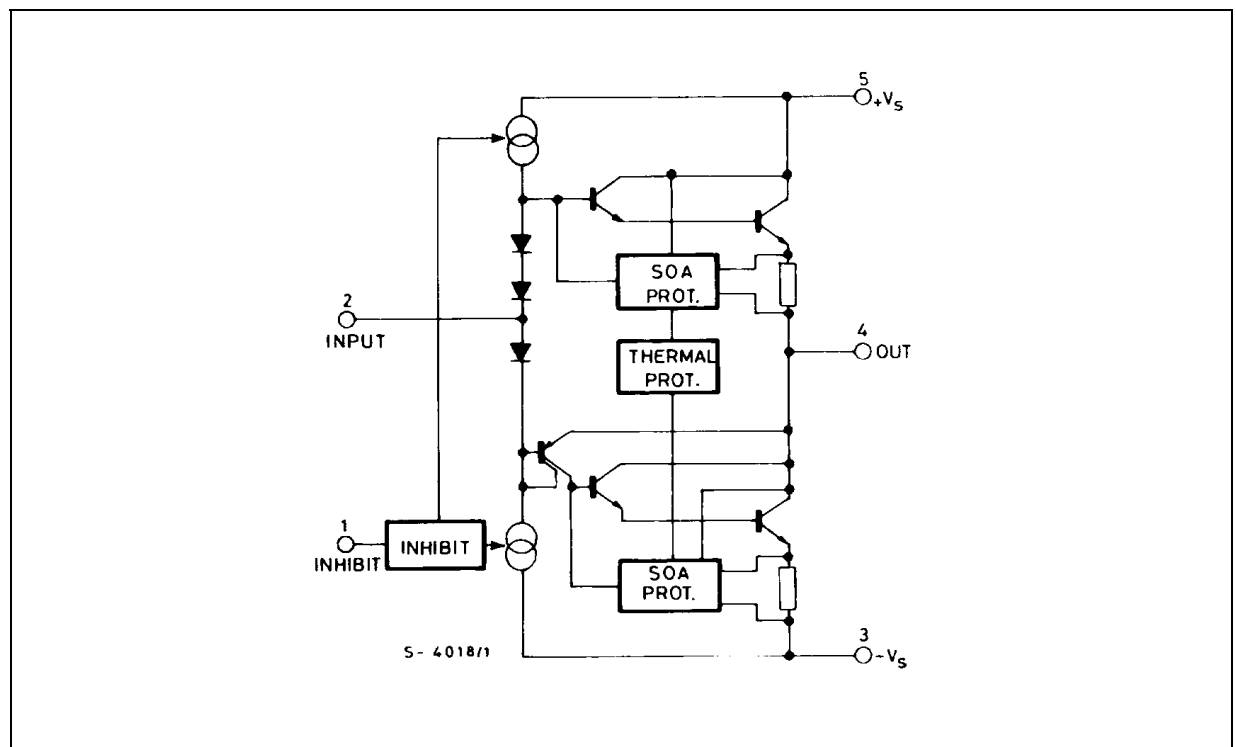 5
+VS
SOA
PROT.
2
INPUT
4
OUT
THERMAL
PROT.
1
INHIBIT
INHIBIT
SOA
PROT.
3
-VS
S- 4018/1